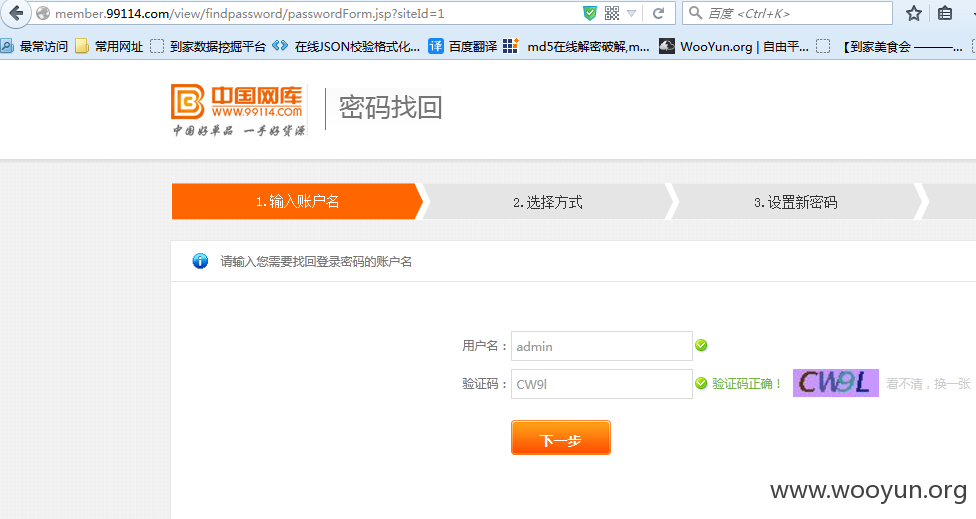 member.99114.com/view/findpassword/passwordForm.jsp?siteId=1
百度 <Ctrl+K>
最常访问 常用网址 到家数据挖掘平台 在线JSON校验格式化... 译 百度翻译 md5在线解密破解,m... WooYun.org | 自由平... 【到家美食会 ———...
中国网库
www.99114.com
中国好单品 一手好货源
密码找回
1.输入账户名 2.选择方式 3.设置新密码
请输入您需要找回登录密码的账户名
用户名： admin
验证码： CW9l 验证码正确！ CW9L 看不清，换一张
下一步
www.wooyun.org